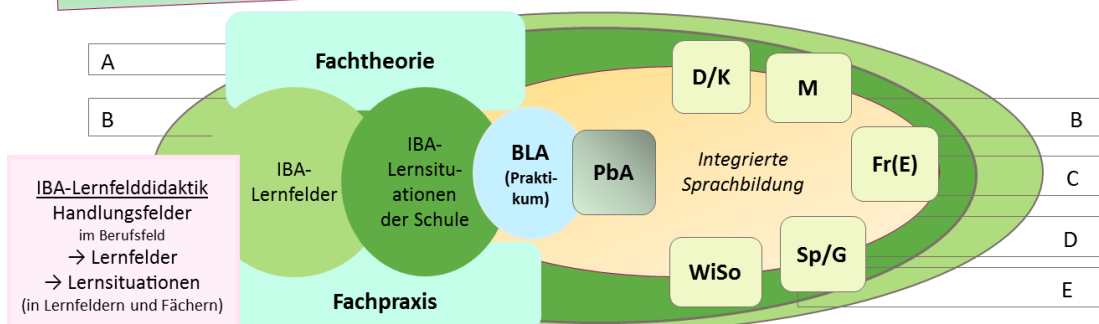 A
B
Fachtheorie
IBA-
Lernfelder
IBA-
Lernsitu-
ationen
der Schule
BLA
(Prakti-
kum)
PbA
Integrierte
Sprachbildung
D/K
M
Fr(E)
Sp/G
WiSo
Fachpraxis
B
C
D
E
IBA-Lernfelddidaktik
Handlungsfelder
im Berufsfeld
→ Lernfelder
→ Lernsituationen
(in Lernfeldern und Fächern)